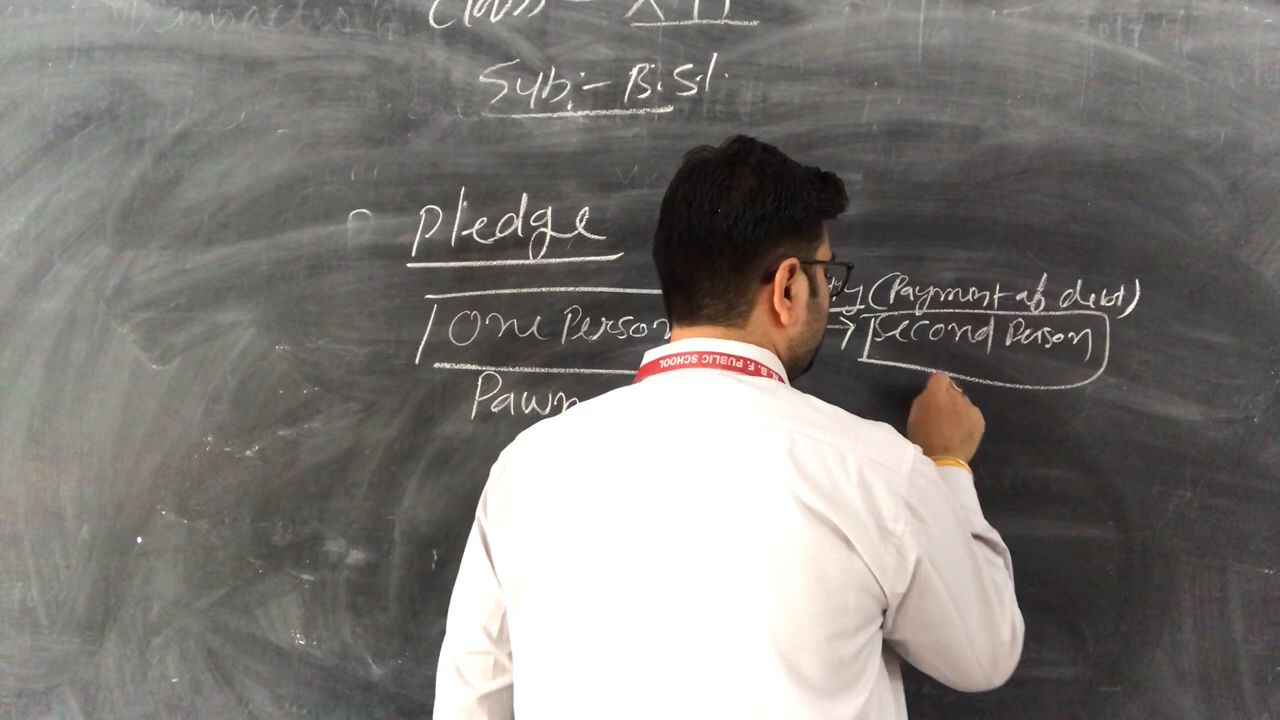 Class - XII
Sub:- B.St.
Pledge
(Payment of debt)
One Person → Second Person
Pawn
B. F. PUBLIC SCHOOL